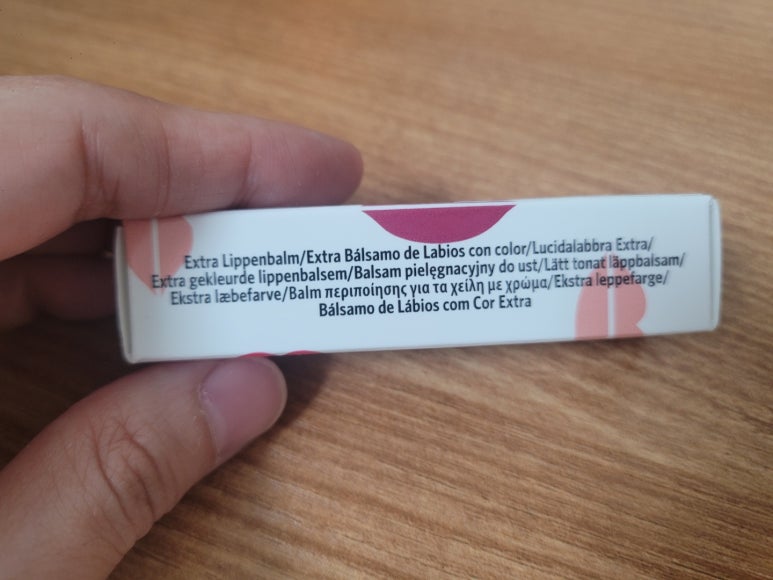 Extra Lippenbalm/Extra Bálsamo de Labios con color/Lucidalabbra Extra/
Extra gekleurde lippenbalsem/Balsam pielęgnacyjny do ust/Lätt tonat läppbalsam/
Ekstra læbefarve/Balm περιποίησης για τα χείλη με χρώμα/Ekstra leppefarge/
Bálsamo de Lábios com Cor Extra